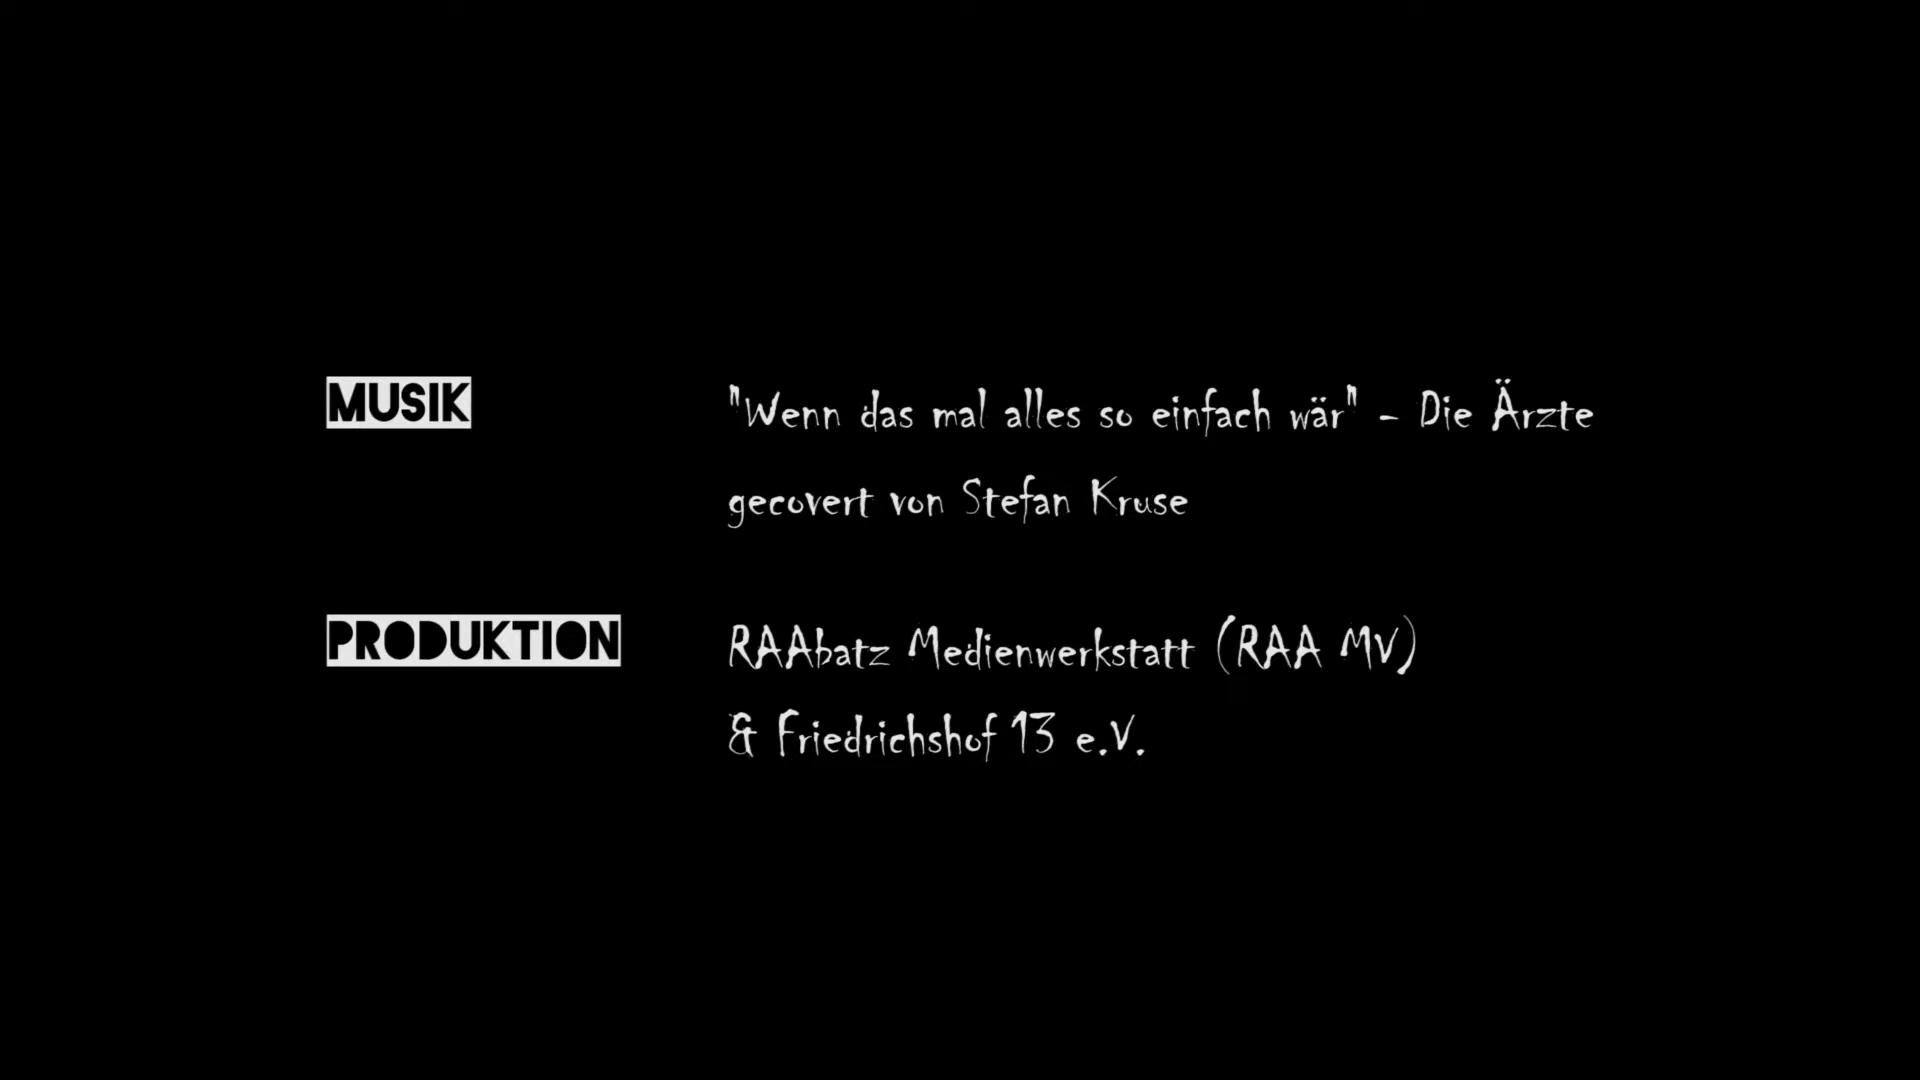 MUSIK
"Wenn das mal alles so einfach wär" - Die Ärzte
gecovert von Stefan Kruse
PRODUKTION
RAAbatz Medienwerkstatt (RAA MV)
& Friedrichshof 13 e.V.